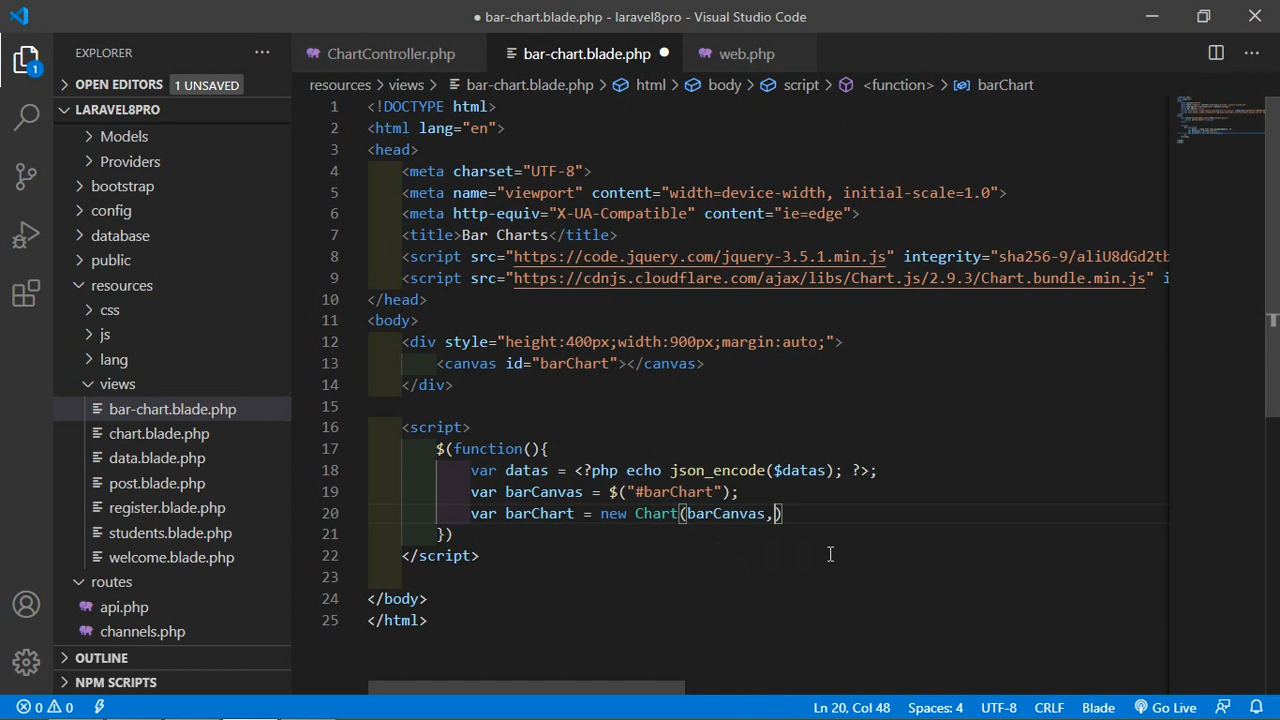 ● bar-chart.blade.php - laravel8pro - Visual Studio Code
EXPLORER ···
ChartController.php bar-chart.blade.php ● web.php ···
OPEN EDITORS 1 UNSAVED
resources > views > bar-chart.blade.php > html > body > script > <function> > barChart
LARAVEL8PRO
Models
Providers
bootstrap
config
database
public
resources
css
js
lang
views
bar-chart.blade.php
chart.blade.php
data.blade.php
post.blade.php
register.blade.php
students.blade.php
welcome.blade.php
routes
api.php
channels.php
OUTLINE
NPM SCRIPTS
1
1 <!DOCTYPE html>
2 <html lang="en">
3 <head>
4 <meta charset="UTF-8">
5 <meta name="viewport" content="width=device-width, initial-scale=1.0">
6 <meta http-equiv="X-UA-Compatible" content="ie=edge">
7 <title>Bar Charts</title>
8 <script src="https://code.jquery.com/jquery-3.5.1.min.js" integrity="sha256-9/aliU8dGd2tb
9 <script src="https://cdnjs.cloudflare.com/ajax/libs/Chart.js/2.9.3/Chart.bundle.min.js" i
10 </head>
11 <body>
12 <div style="height:400px;width:900px;margin:auto;">
13 <canvas id="barChart"></canvas>
14 </div>
15
16 <script>
17 $(function(){
18 var datas = <?php echo json_encode($datas); ?>;
19 var barCanvas = $("#barChart");
20 var barChart = new Chart(barCanvas,)
21 })
22 </script>
23
24 </body>
25 </html>
0 0 Ln 20, Col 48 Spaces: 4 UTF-8 CRLF Blade Go Live